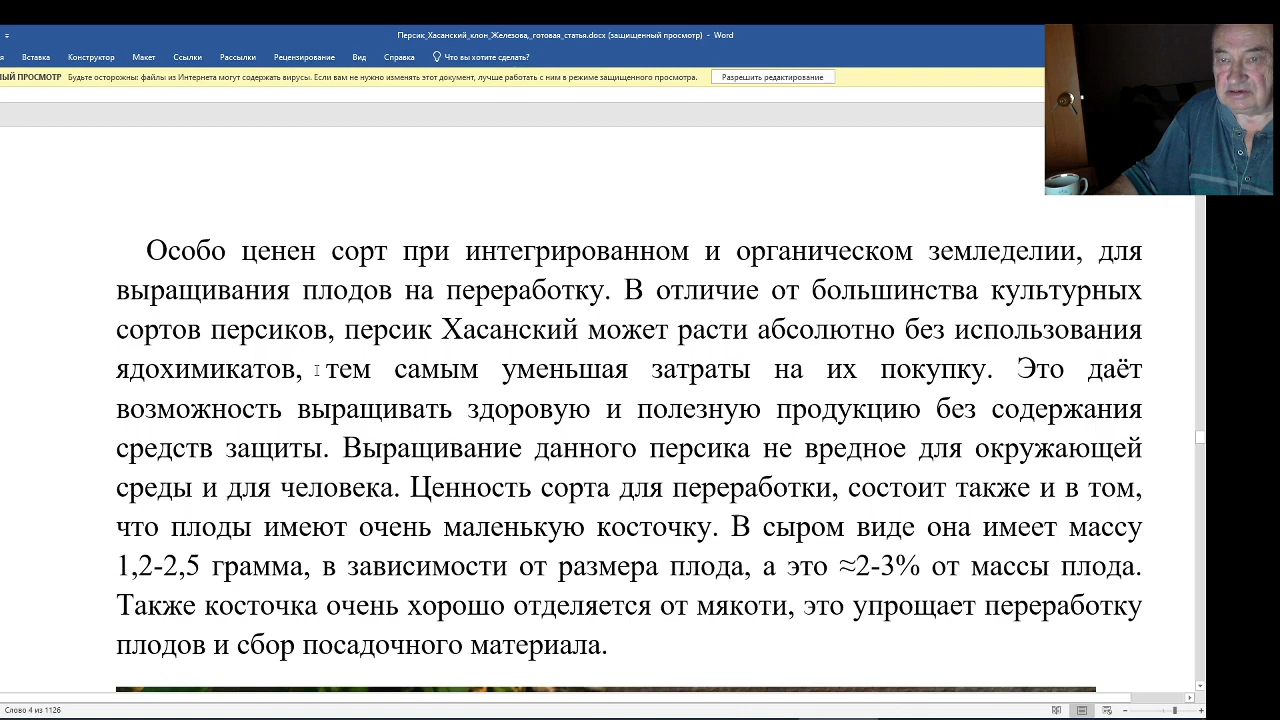 Персик_Хасанский_клон_Железова,_готовая_статья.docx (защищенный просмотр) - Word
Вставка Конструктор Макет Ссылки Рассылки Рецензирование Вид Справка Что вы хотите сделать?
ЫЙ ПРОСМОТР Будьте осторожны: файлы из Интернета могут содержать вирусы. Если вам не нужно изменять этот документ, лучше работать с ним в режиме защищенного просмотра. Разрешить редактирование
Особо ценен сорт при интегрированном и органическом земледелии, для
выращивания плодов на переработку. В отличие от большинства культурных
сортов персиков, персик Хасанский может расти абсолютно без использования
ядохимикатов, тем самым уменьшая затраты на их покупку. Это даёт
возможность выращивать здоровую и полезную продукцию без содержания
средств защиты. Выращивание данного персика не вредное для окружающей
среды и для человека. Ценность сорта для переработки, состоит также и в том,
что плоды имеют очень маленькую косточку. В сыром виде она имеет массу
1,2-2,5 грамма, в зависимости от размера плода, а это ≈2-3% от массы плода.
Также косточка очень хорошо отделяется от мякоти, это упрощает переработку
плодов и сбор посадочного материала.
Слово 4 из 1126